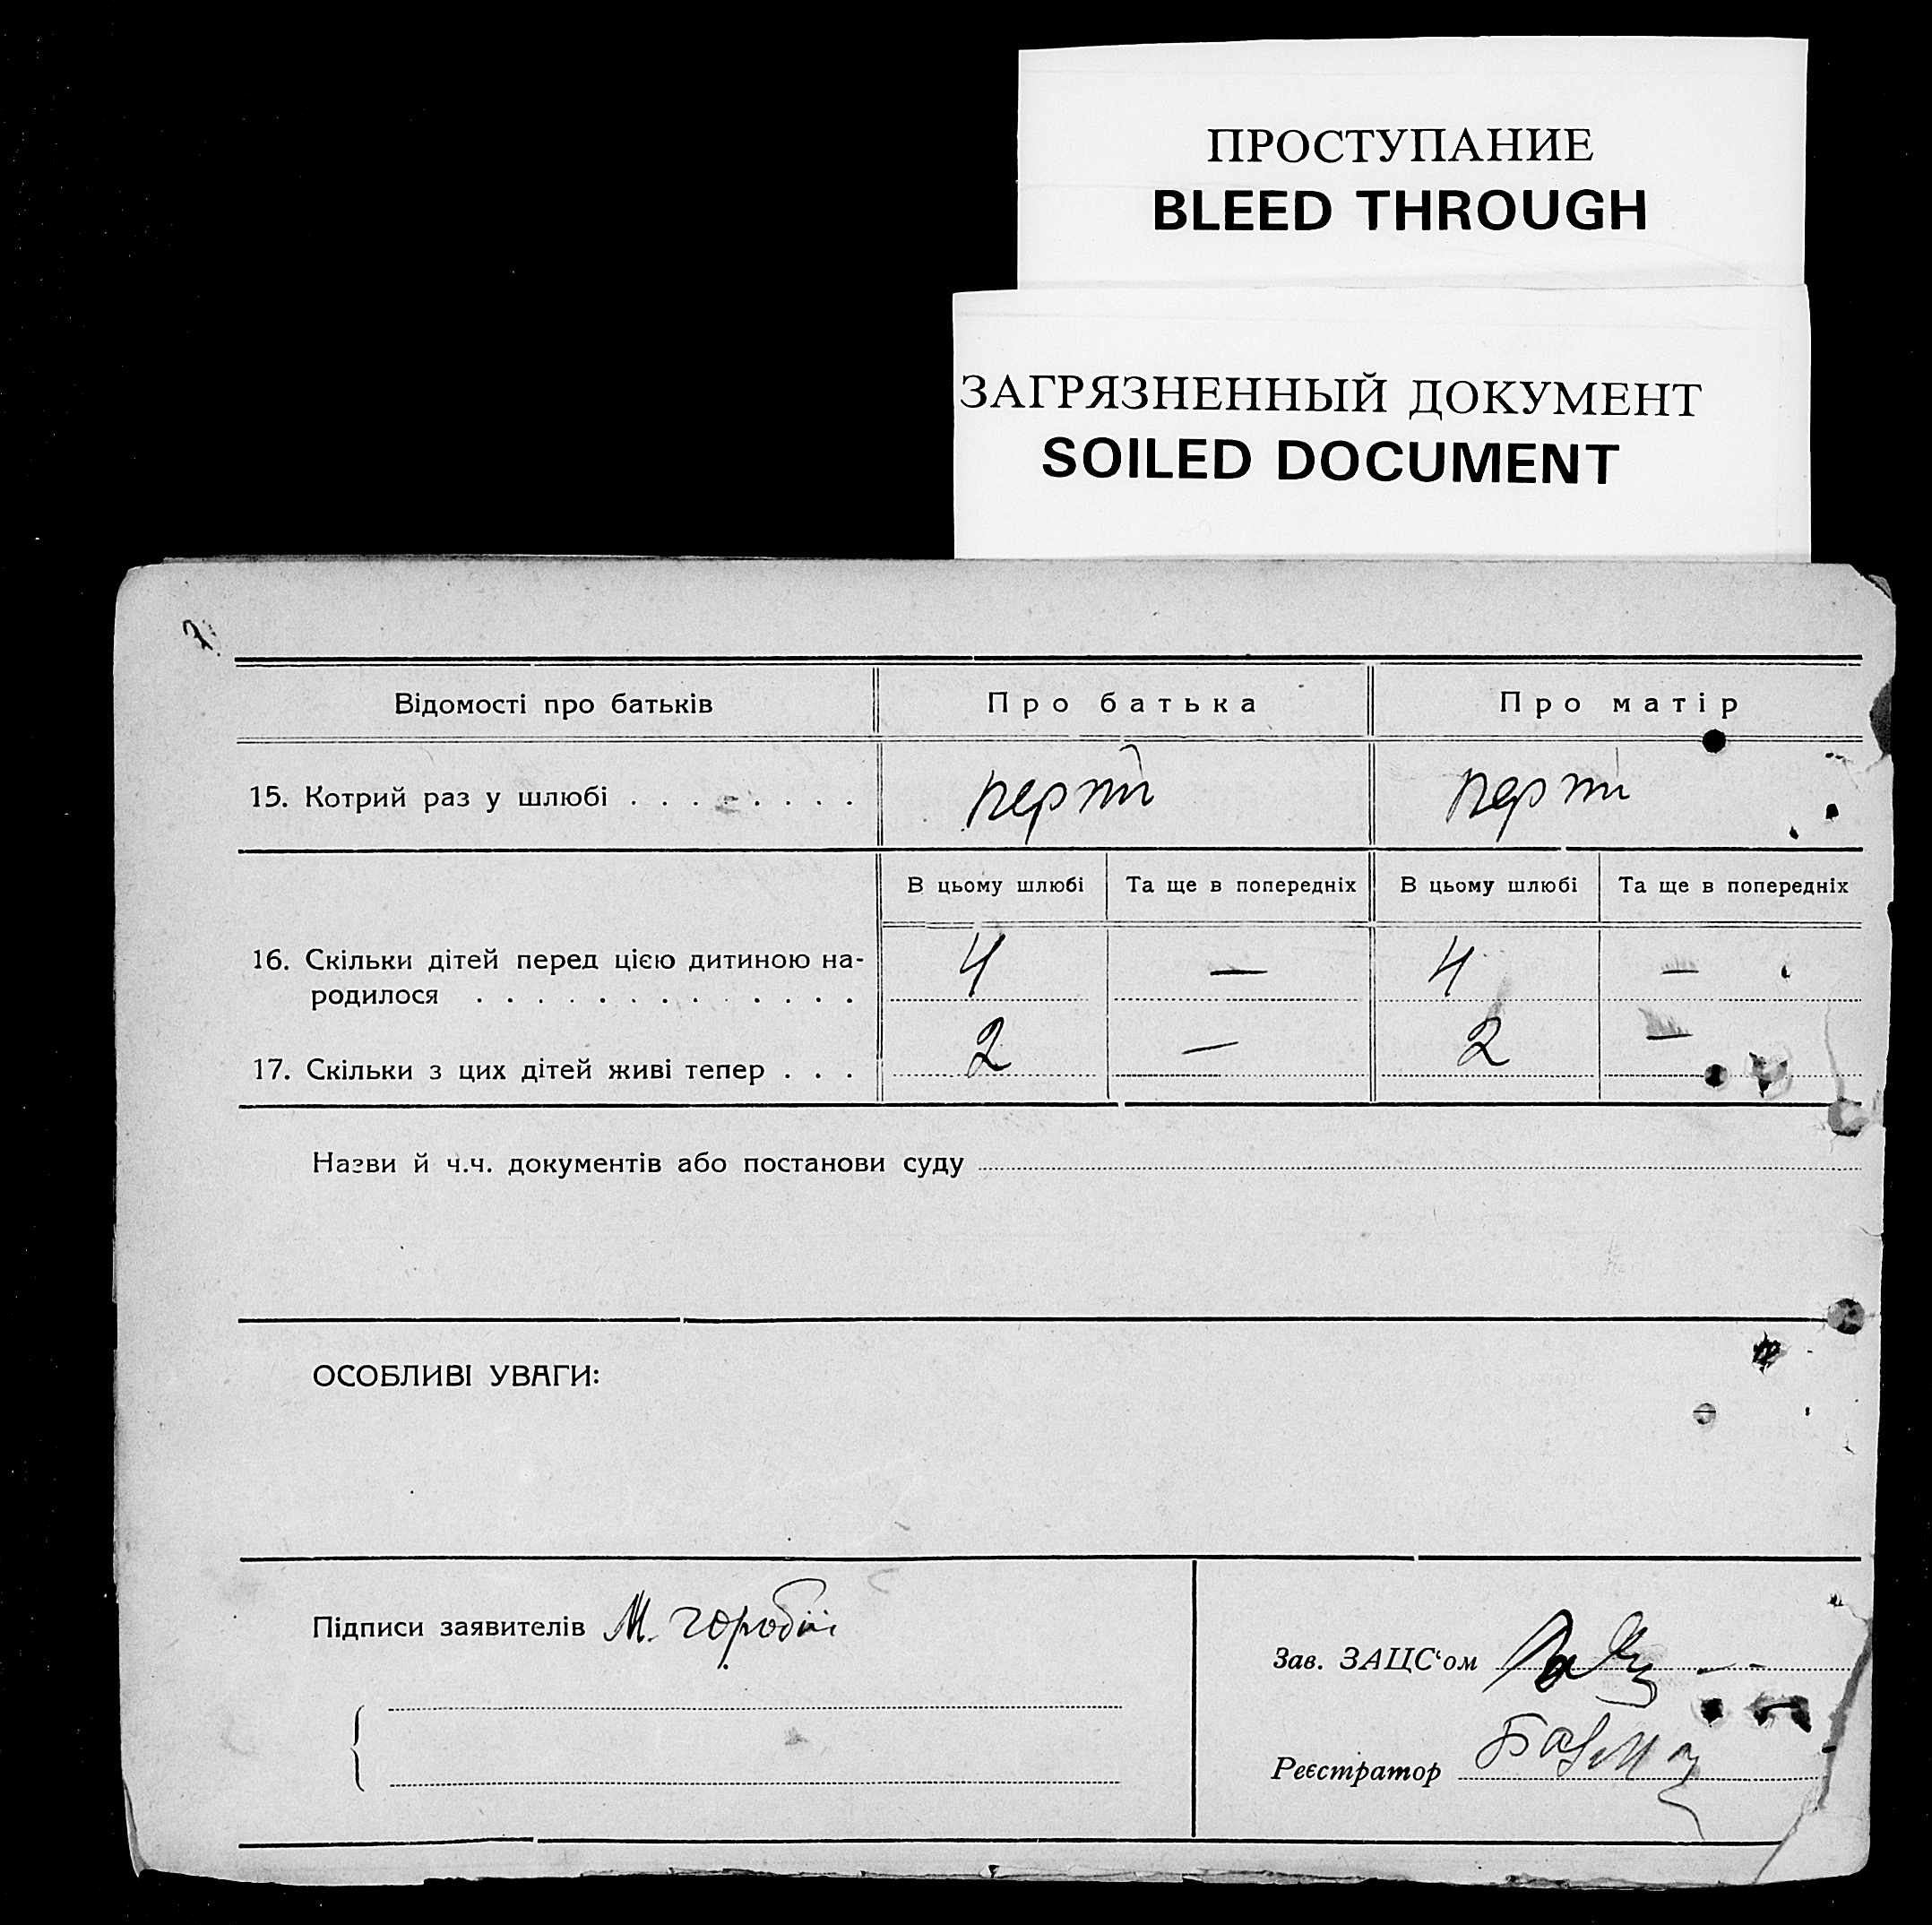 ПРОСТУПАНИЕ
BLEED THROUGH
ЗАГРЯЗНЕННЫЙ ДОКУМЕНТ
SOILED DOCUMENT
Відомості про батьків Про батька Про матір
15. Котрий раз у шлюбі . . . . . . . .
В цьому шлюбі Та ще в попередніх В цьому шлюбі Та ще в попередніх
16. Скільки дітей перед цією дитиною на- 4 — 4 —
родилося . . . . . . . . . . . . .
17. Скільки з цих дітей живі тепер . . . 2 — 2 —
Назви й ч.ч. документів або постанови суду
ОСОБЛИВІ УВАГИ:
Підписи заявителів М.
Зав. ЗАЦС‘ом
Реєстратор